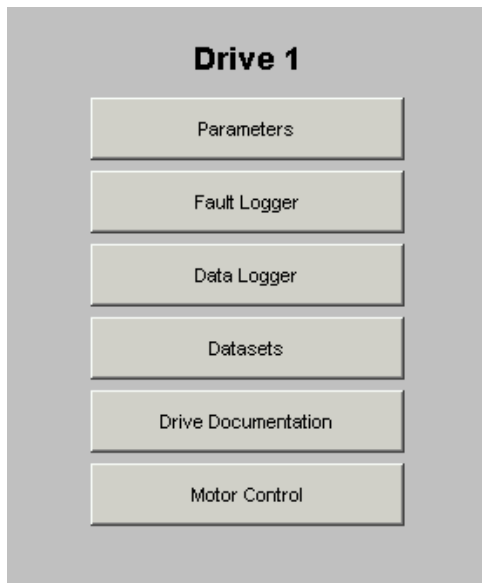 Drive 1
Parameters
Fault Logger
Data Logger
Datasets
Drive Documentation
Motor Control